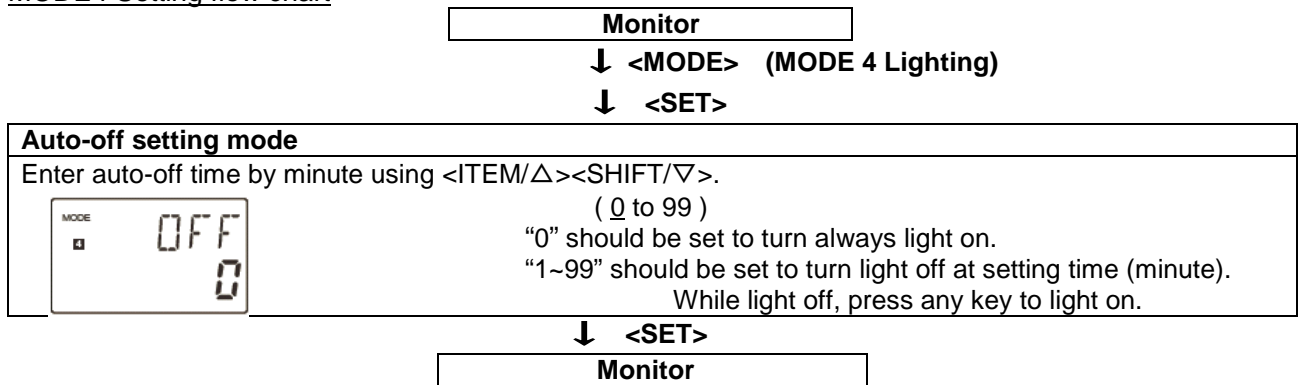 MODE4 Setting flow chart
Monitor
↓ <MODE> (MODE 4 Lighting)
↓ <SET>
Auto-off setting mode
Enter auto-off time by minute using <ITEM/△><SHIFT/▽>.
( 0 to 99 )
MODE
4
OFF
0
“0” should be set to turn always light on.
“1~99” should be set to turn light off at setting time (minute).
While light off, press any key to light on.
↓ <SET>
Monitor